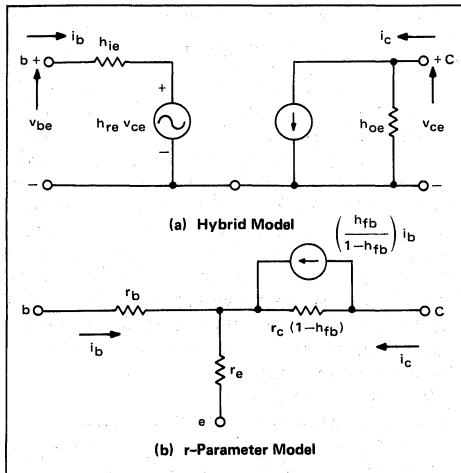 i_b
i_c
h_ie
b +
+ C
+
v_be
h_re v_ce
h_oe
v_ce
−
−
−
(a) Hybrid Model
(h_fb / 1−h_fb) i_b
r_b
b
r_c (1−h_fb)
C
i_b
i_c
r_e
e
(b) r-Parameter Model